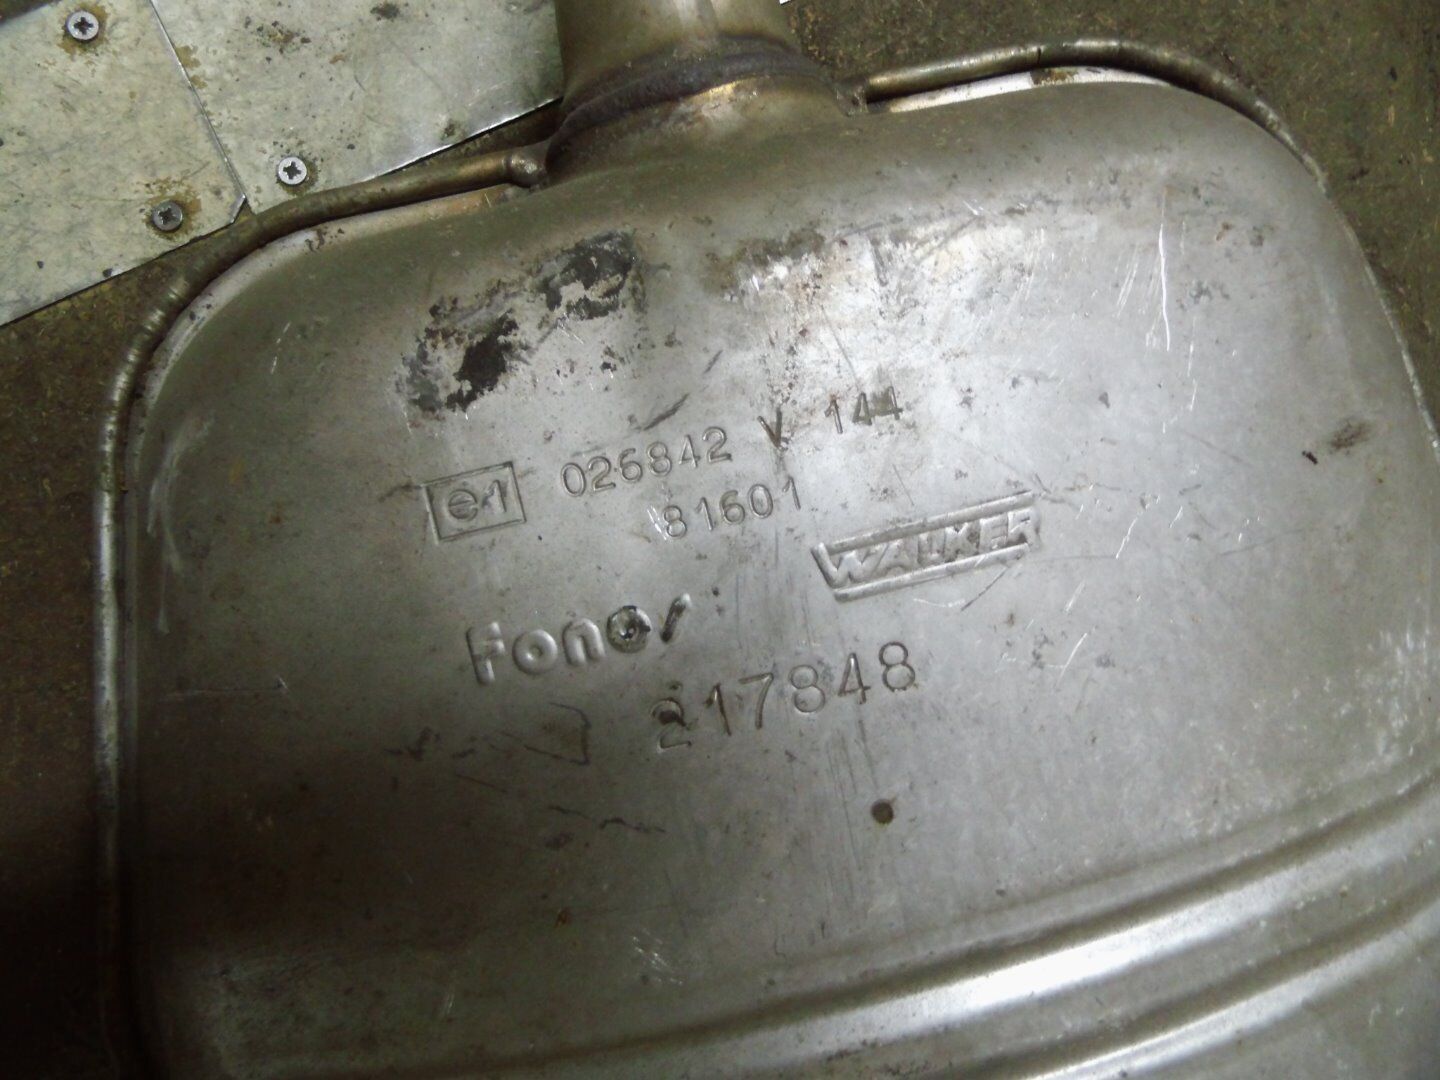 e1 026842 V 144
81601
WALKER
Fonos
217848